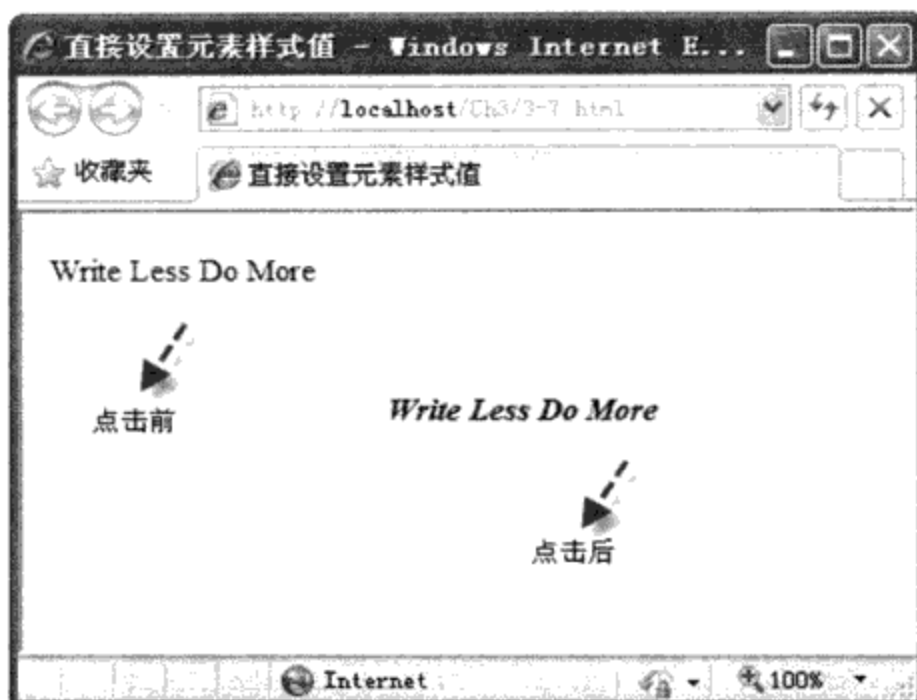 直接设置元素样式值 - Windows Internet E...
http://localhost/Ch3/3-7.html
收藏夹
直接设置元素样式值
Write Less Do More
点击前
Write Less Do More
点击后
Internet
100%